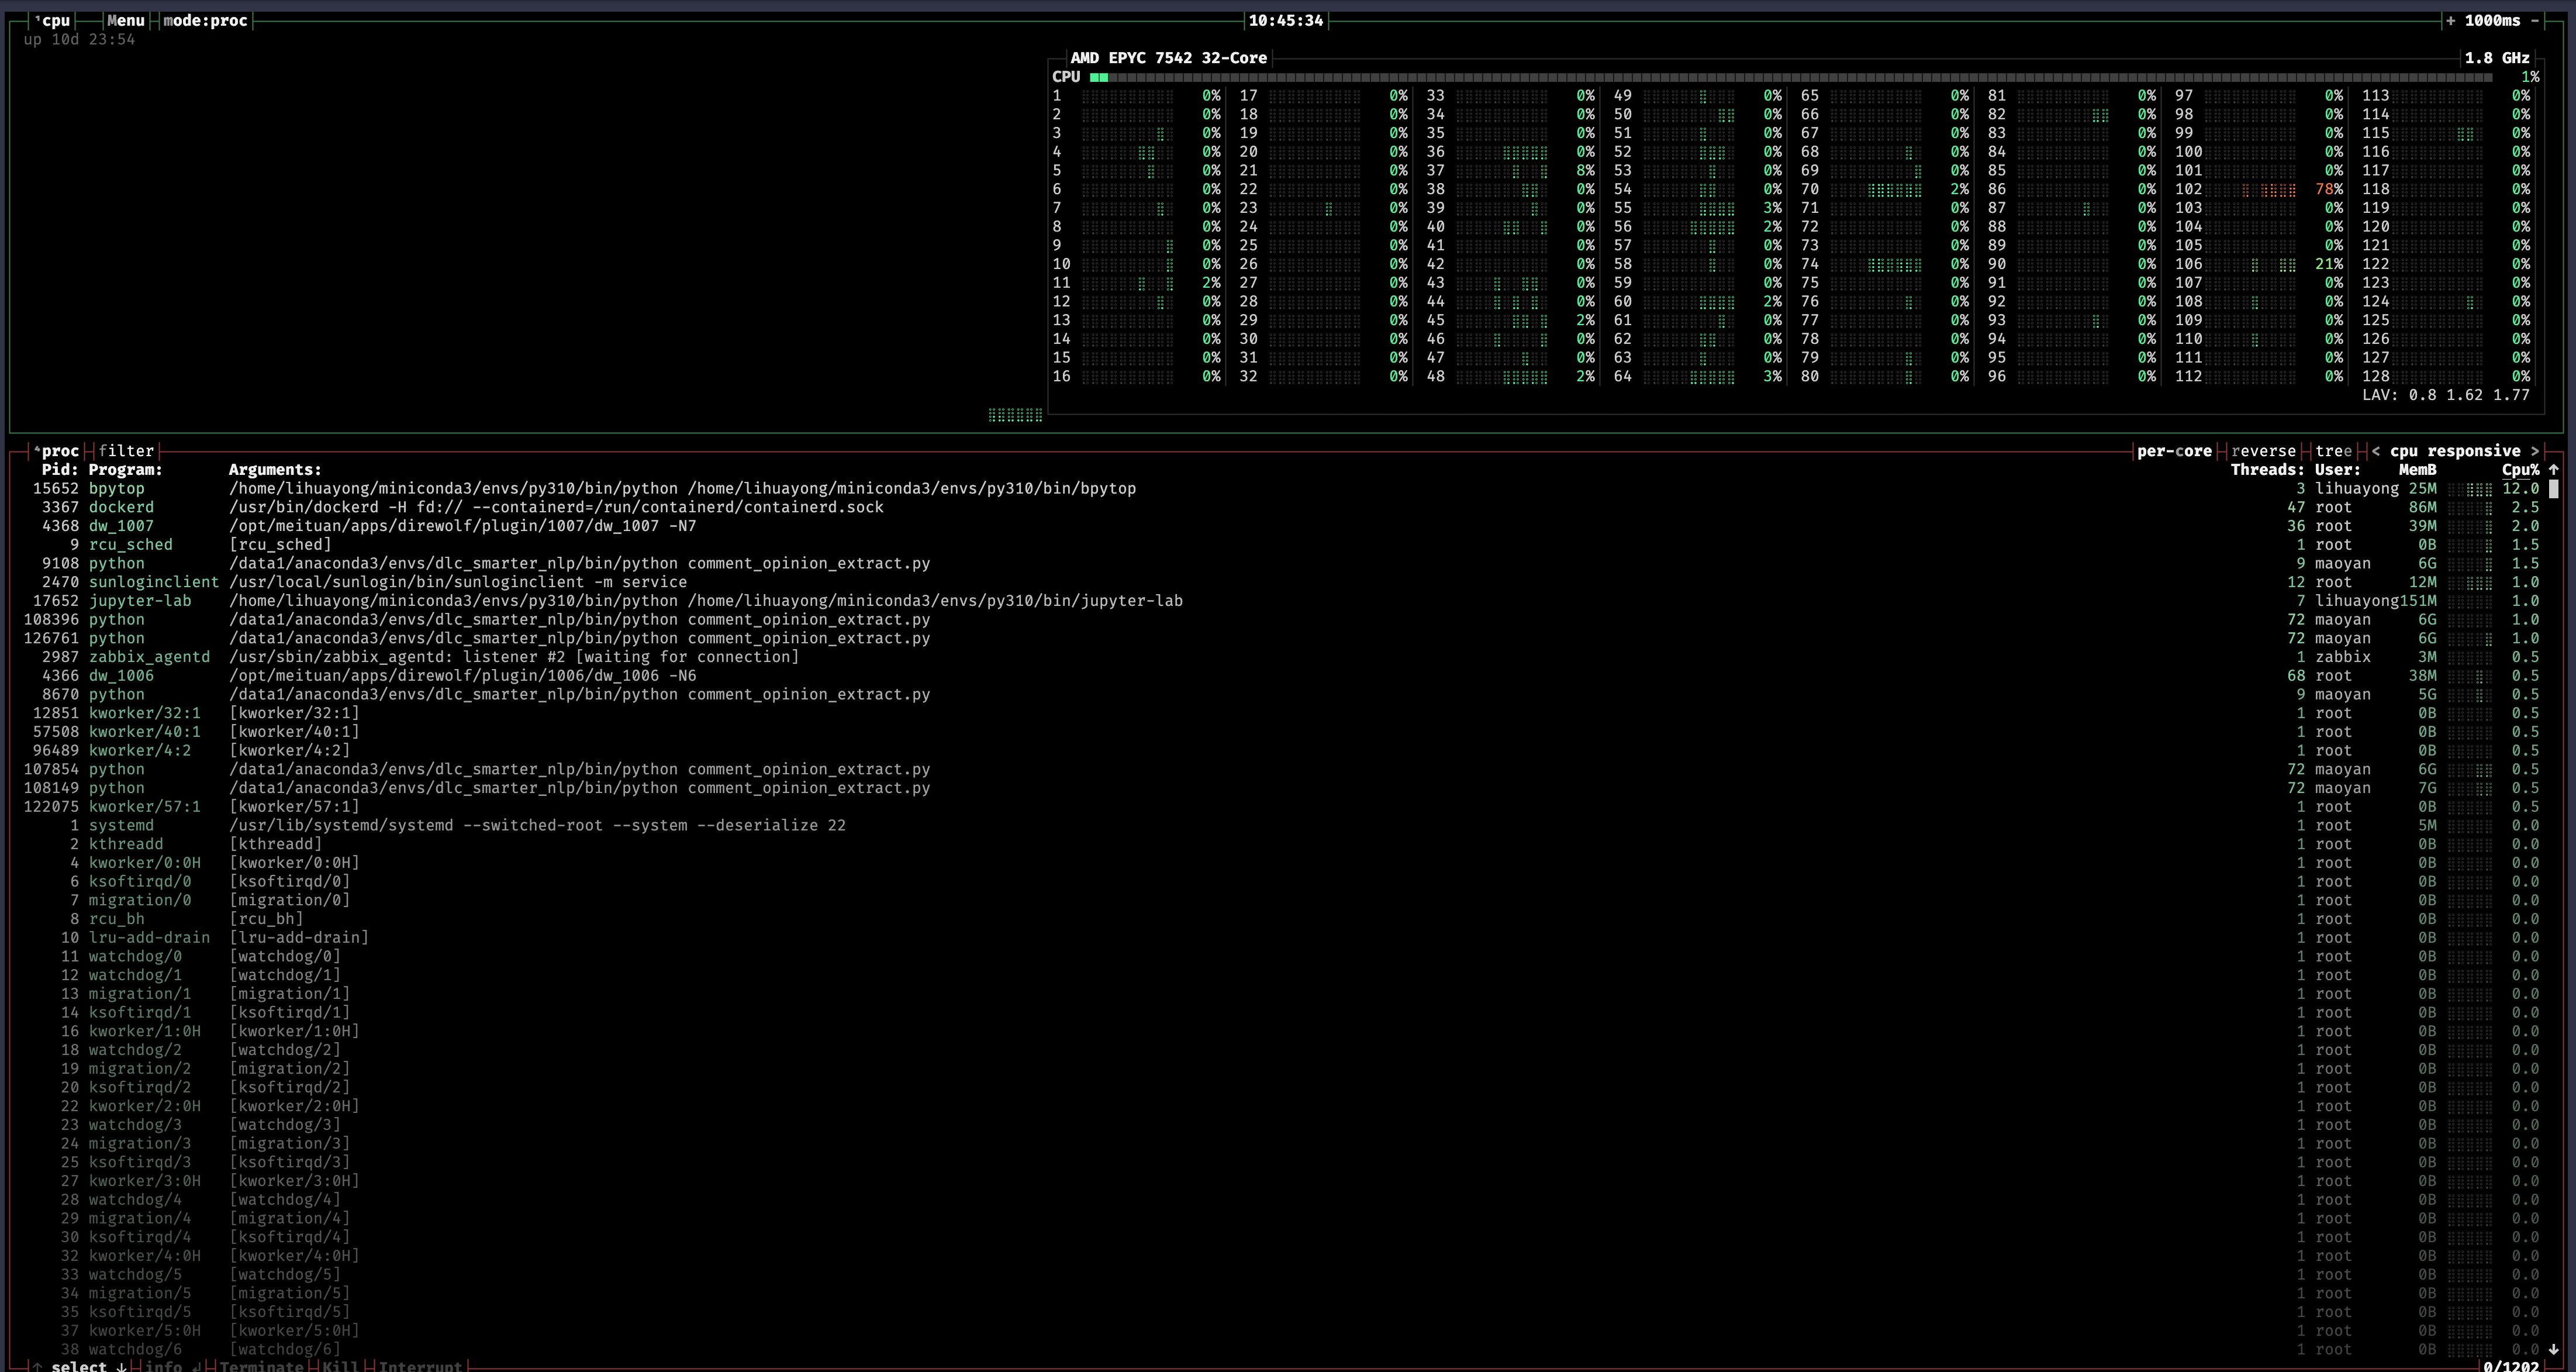 ¹cpu Menu mode:proc 10:45:34 + 1000ms -
up 10d 23:54
AMD EPYC 7542 32-Core 1.8 GHz
CPU 1%
1 0% 17 0% 33 0% 49 0% 65 0% 81 0% 97 0% 113 0%
2 0% 18 0% 34 0% 50 0% 66 0% 82 0% 98 0% 114 0%
3 0% 19 0% 35 0% 51 0% 67 0% 83 0% 99 0% 115 0%
4 0% 20 0% 36 0% 52 0% 68 0% 84 0% 100 0% 116 0%
5 0% 21 0% 37 8% 53 0% 69 0% 85 0% 101 0% 117 0%
6 0% 22 0% 38 0% 54 0% 70 2% 86 0% 102 78% 118 0%
7 0% 23 0% 39 0% 55 3% 71 0% 87 0% 103 0% 119 0%
8 0% 24 0% 40 0% 56 2% 72 0% 88 0% 104 0% 120 0%
9 0% 25 0% 41 0% 57 0% 73 0% 89 0% 105 0% 121 0%
10 0% 26 0% 42 0% 58 0% 74 0% 90 0% 106 21% 122 0%
11 2% 27 0% 43 0% 59 0% 75 0% 91 0% 107 0% 123 0%
12 0% 28 0% 44 0% 60 2% 76 0% 92 0% 108 0% 124 0%
13 0% 29 0% 45 2% 61 0% 77 0% 93 0% 109 0% 125 0%
14 0% 30 0% 46 0% 62 0% 78 0% 94 0% 110 0% 126 0%
15 0% 31 0% 47 0% 63 0% 79 0% 95 0% 111 0% 127 0%
16 0% 32 0% 48 2% 64 3% 80 0% 96 0% 112 0% 128 0%
LAV: 0.8 1.62 1.77
⁴proc filter per-core reverse tree < cpu responsive >
Pid: Program: Arguments: Threads: User: MemB Cpu% ↑
15652 bpytop /home/lihuayong/miniconda3/envs/py310/bin/python /home/lihuayong/miniconda3/envs/py310/bin/bpytop 3 lihuayong 25M 12.0
3367 dockerd /usr/bin/dockerd -H fd:// --containerd=/run/containerd/containerd.sock 47 root 86M 2.5
4368 dw_1007 /opt/meituan/apps/direwolf/plugin/1007/dw_1007 -N7 36 root 39M 2.0
9 rcu_sched [rcu_sched] 1 root 0B 1.5
9108 python /data1/anaconda3/envs/dlc_smarter_nlp/bin/python comment_opinion_extract.py 9 maoyan 6G 1.5
2470 sunloginclient /usr/local/sunlogin/bin/sunloginclient -m service 12 root 12M 1.0
17652 jupyter-lab /home/lihuayong/miniconda3/envs/py310/bin/python /home/lihuayong/miniconda3/envs/py310/bin/jupyter-lab 7 lihuayong151M 1.0
108396 python /data1/anaconda3/envs/dlc_smarter_nlp/bin/python comment_opinion_extract.py 72 maoyan 6G 1.0
126761 python /data1/anaconda3/envs/dlc_smarter_nlp/bin/python comment_opinion_extract.py 72 maoyan 6G 1.0
2987 zabbix_agentd /usr/sbin/zabbix_agentd: listener #2 [waiting for connection] 1 zabbix 3M 0.5
4366 dw_1006 /opt/meituan/apps/direwolf/plugin/1006/dw_1006 -N6 68 root 38M 0.5
8670 python /data1/anaconda3/envs/dlc_smarter_nlp/bin/python comment_opinion_extract.py 9 maoyan 5G 0.5
12851 kworker/32:1 [kworker/32:1] 1 root 0B 0.5
57508 kworker/40:1 [kworker/40:1] 1 root 0B 0.5
96489 kworker/4:2 [kworker/4:2] 1 root 0B 0.5
107854 python /data1/anaconda3/envs/dlc_smarter_nlp/bin/python comment_opinion_extract.py 72 maoyan 6G 0.5
108149 python /data1/anaconda3/envs/dlc_smarter_nlp/bin/python comment_opinion_extract.py 72 maoyan 7G 0.5
122075 kworker/57:1 [kworker/57:1] 1 root 0B 0.5
1 systemd /usr/lib/systemd/systemd --switched-root --system --deserialize 22 1 root 5M 0.0
2 kthreadd [kthreadd] 1 root 0B 0.0
4 kworker/0:0H [kworker/0:0H] 1 root 0B 0.0
6 ksoftirqd/0 [ksoftirqd/0] 1 root 0B 0.0
7 migration/0 [migration/0] 1 root 0B 0.0
8 rcu_bh [rcu_bh] 1 root 0B 0.0
10 lru-add-drain [lru-add-drain] 1 root 0B 0.0
11 watchdog/0 [watchdog/0] 1 root 0B 0.0
12 watchdog/1 [watchdog/1] 1 root 0B 0.0
13 migration/1 [migration/1] 1 root 0B 0.0
14 ksoftirqd/1 [ksoftirqd/1] 1 root 0B 0.0
16 kworker/1:0H [kworker/1:0H] 1 root 0B 0.0
18 watchdog/2 [watchdog/2] 1 root 0B 0.0
19 migration/2 [migration/2] 1 root 0B 0.0
20 ksoftirqd/2 [ksoftirqd/2] 1 root 0B 0.0
22 kworker/2:0H [kworker/2:0H] 1 root 0B 0.0
23 watchdog/3 [watchdog/3] 1 root 0B 0.0
24 migration/3 [migration/3] 1 root 0B 0.0
25 ksoftirqd/3 [ksoftirqd/3] 1 root 0B 0.0
27 kworker/3:0H [kworker/3:0H] 1 root 0B 0.0
28 watchdog/4 [watchdog/4] 1 root 0B 0.0
29 migration/4 [migration/4] 1 root 0B 0.0
30 ksoftirqd/4 [ksoftirqd/4] 1 root 0B 0.0
32 kworker/4:0H [kworker/4:0H] 1 root 0B 0.0
33 watchdog/5 [watchdog/5] 1 root 0B 0.0
34 migration/5 [migration/5] 1 root 0B 0.0
35 ksoftirqd/5 [ksoftirqd/5] 1 root 0B 0.0
37 kworker/5:0H [kworker/5:0H] 1 root 0B 0.0
38 watchdog/6 [watchdog/6] 1 root 0B 0.0 ↓
↑ select ↓ info ↲ Terminate Kill Interrupt 0/1202